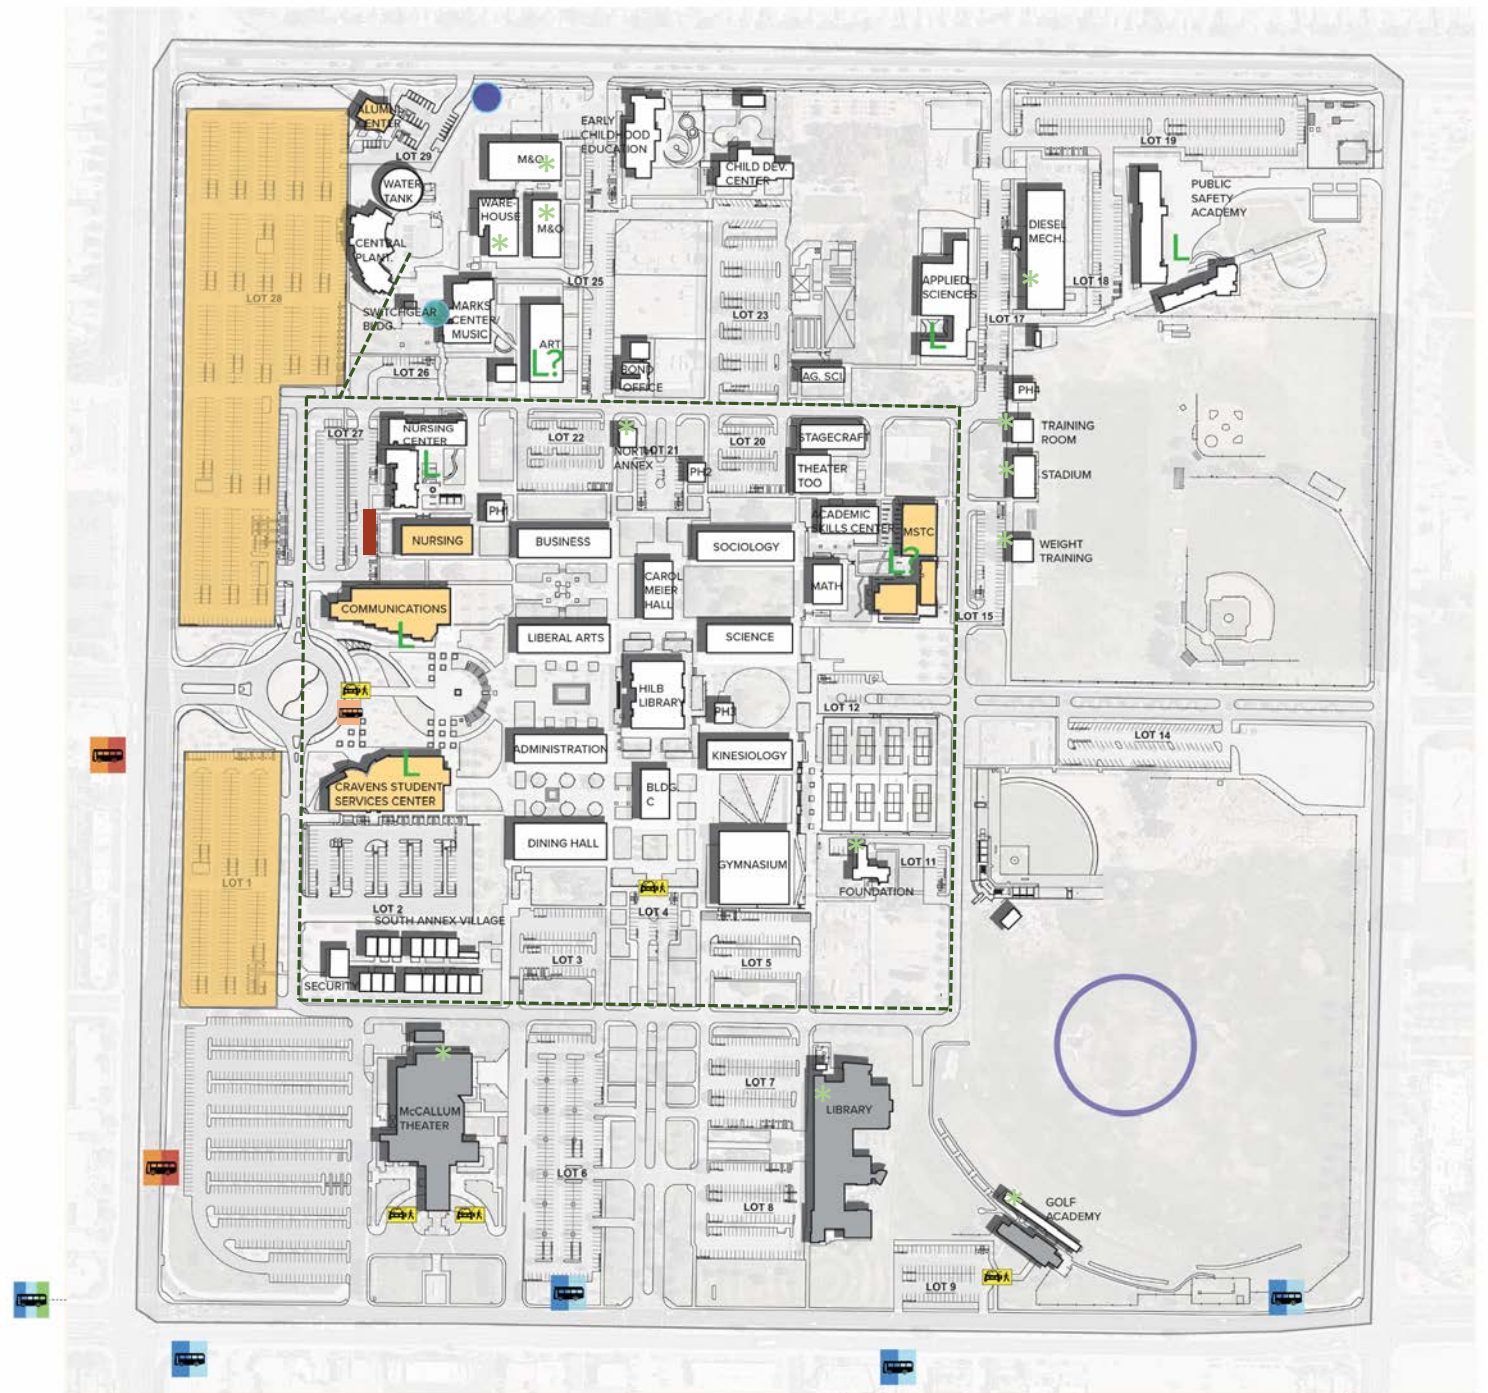 ALUMNI
CENTER
LOT 29
WATER
TANK
M&O
*
EARLY
CHILDHOOD
EDUCATION
CHILD DEV.
CENTER
LOT 19
PUBLIC
SAFETY
ACADEMY
L
WARE-
HOUSE
*
*
M&O
DIESEL
MECH.
*
CENTRAL
PLANT.
LOT 28
LOT 25
APPLIED
SCIENCES
L
LOT 18
LOT 17
SWITCHGEAR
BLDG.
MARKS
CENTER/
MUSIC
LOT 23
ART
L?
LOT 26
BOND
OFFICE
AG. SCI.
PH4
LOT 27
NURSING
CENTER
L
LOT 22
*
NORTH
ANNEX
LOT 21
LOT 20
PH2
STAGECRAFT
THEATER
TOO
*
TRAINING
ROOM
*
STADIUM
PH1
NURSING
BUSINESS
SOCIOLOGY
ACADEMIC
SKILLS CENTER
MSTC
L?
*
WEIGHT
TRAINING
CAROL
MEIER
HALL
MATH
COMMUNICATIONS
L
LIBERAL ARTS
SCIENCE
LOT 15
HILB
LIBRARY
PH3
LOT 12
LOT 14
ADMINISTRATION
KINESIOLOGY
L
CRAVENS STUDENT
SERVICES CENTER
BLDG.
C
DINING HALL
GYMNASIUM
*
LOT 11
FOUNDATION
LOT 1
LOT 2
SOUTH ANNEX VILLAGE
LOT 4
LOT 3
LOT 5
SECURITY
*
McCALLUM
THEATER
LOT 7
*
LIBRARY
LOT 6
LOT 8
*
GOLF
ACADEMY
LOT 9